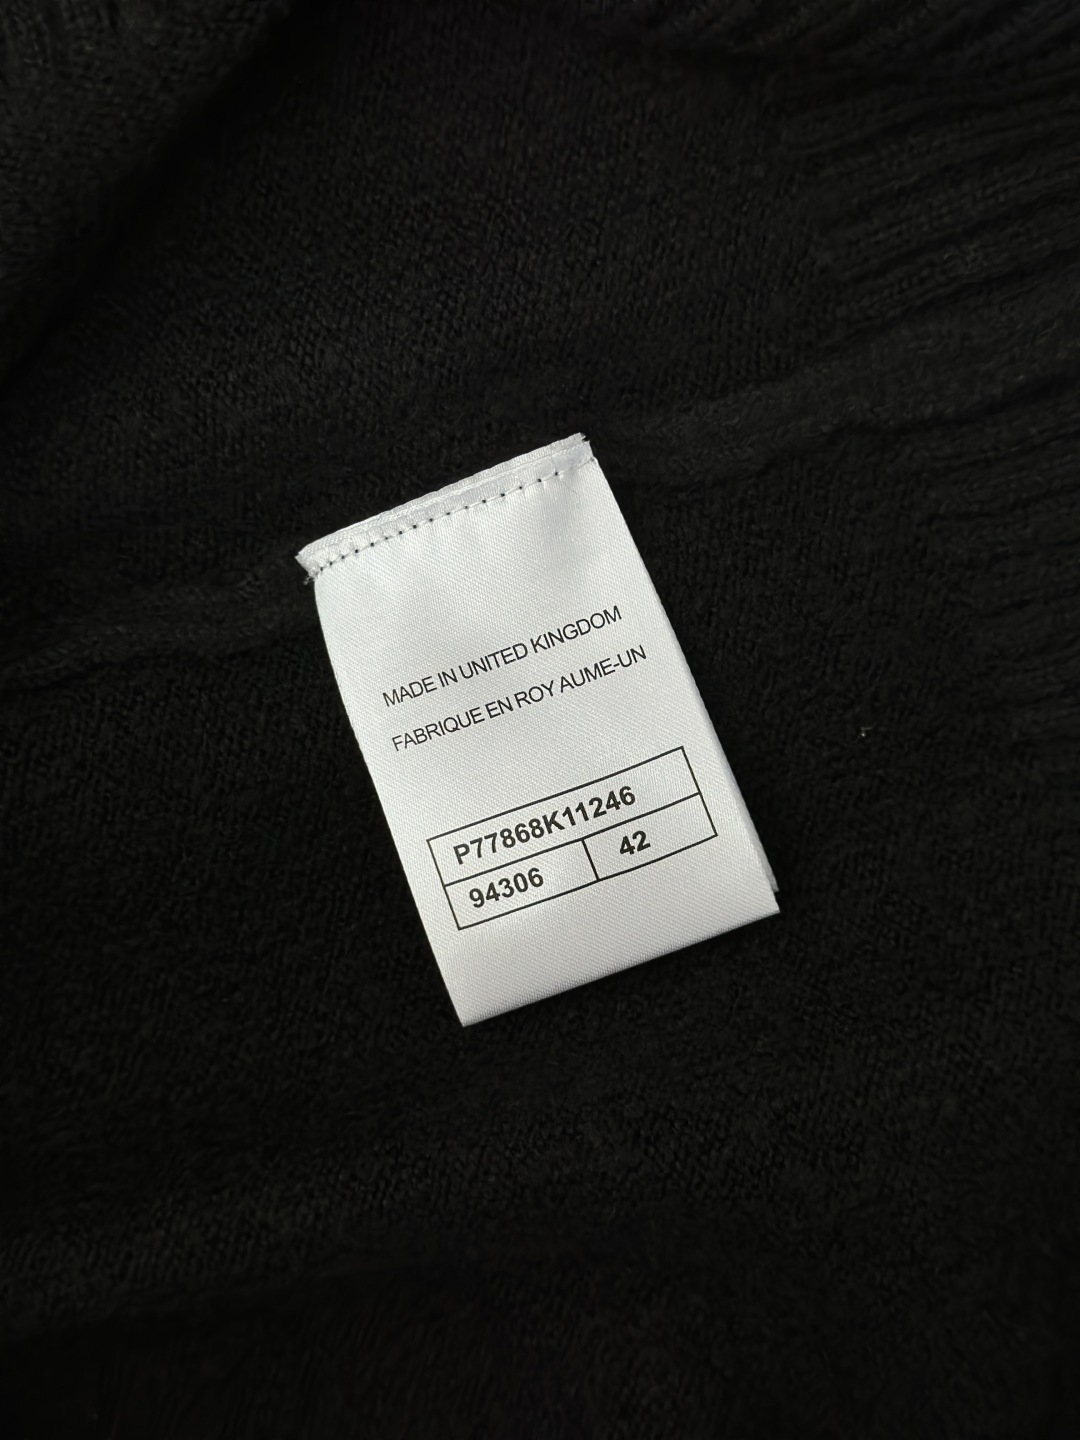 MADE IN UNITED KINGDOM
FABRIQUE EN ROY AUME-UN
P77868K11246
94306 42